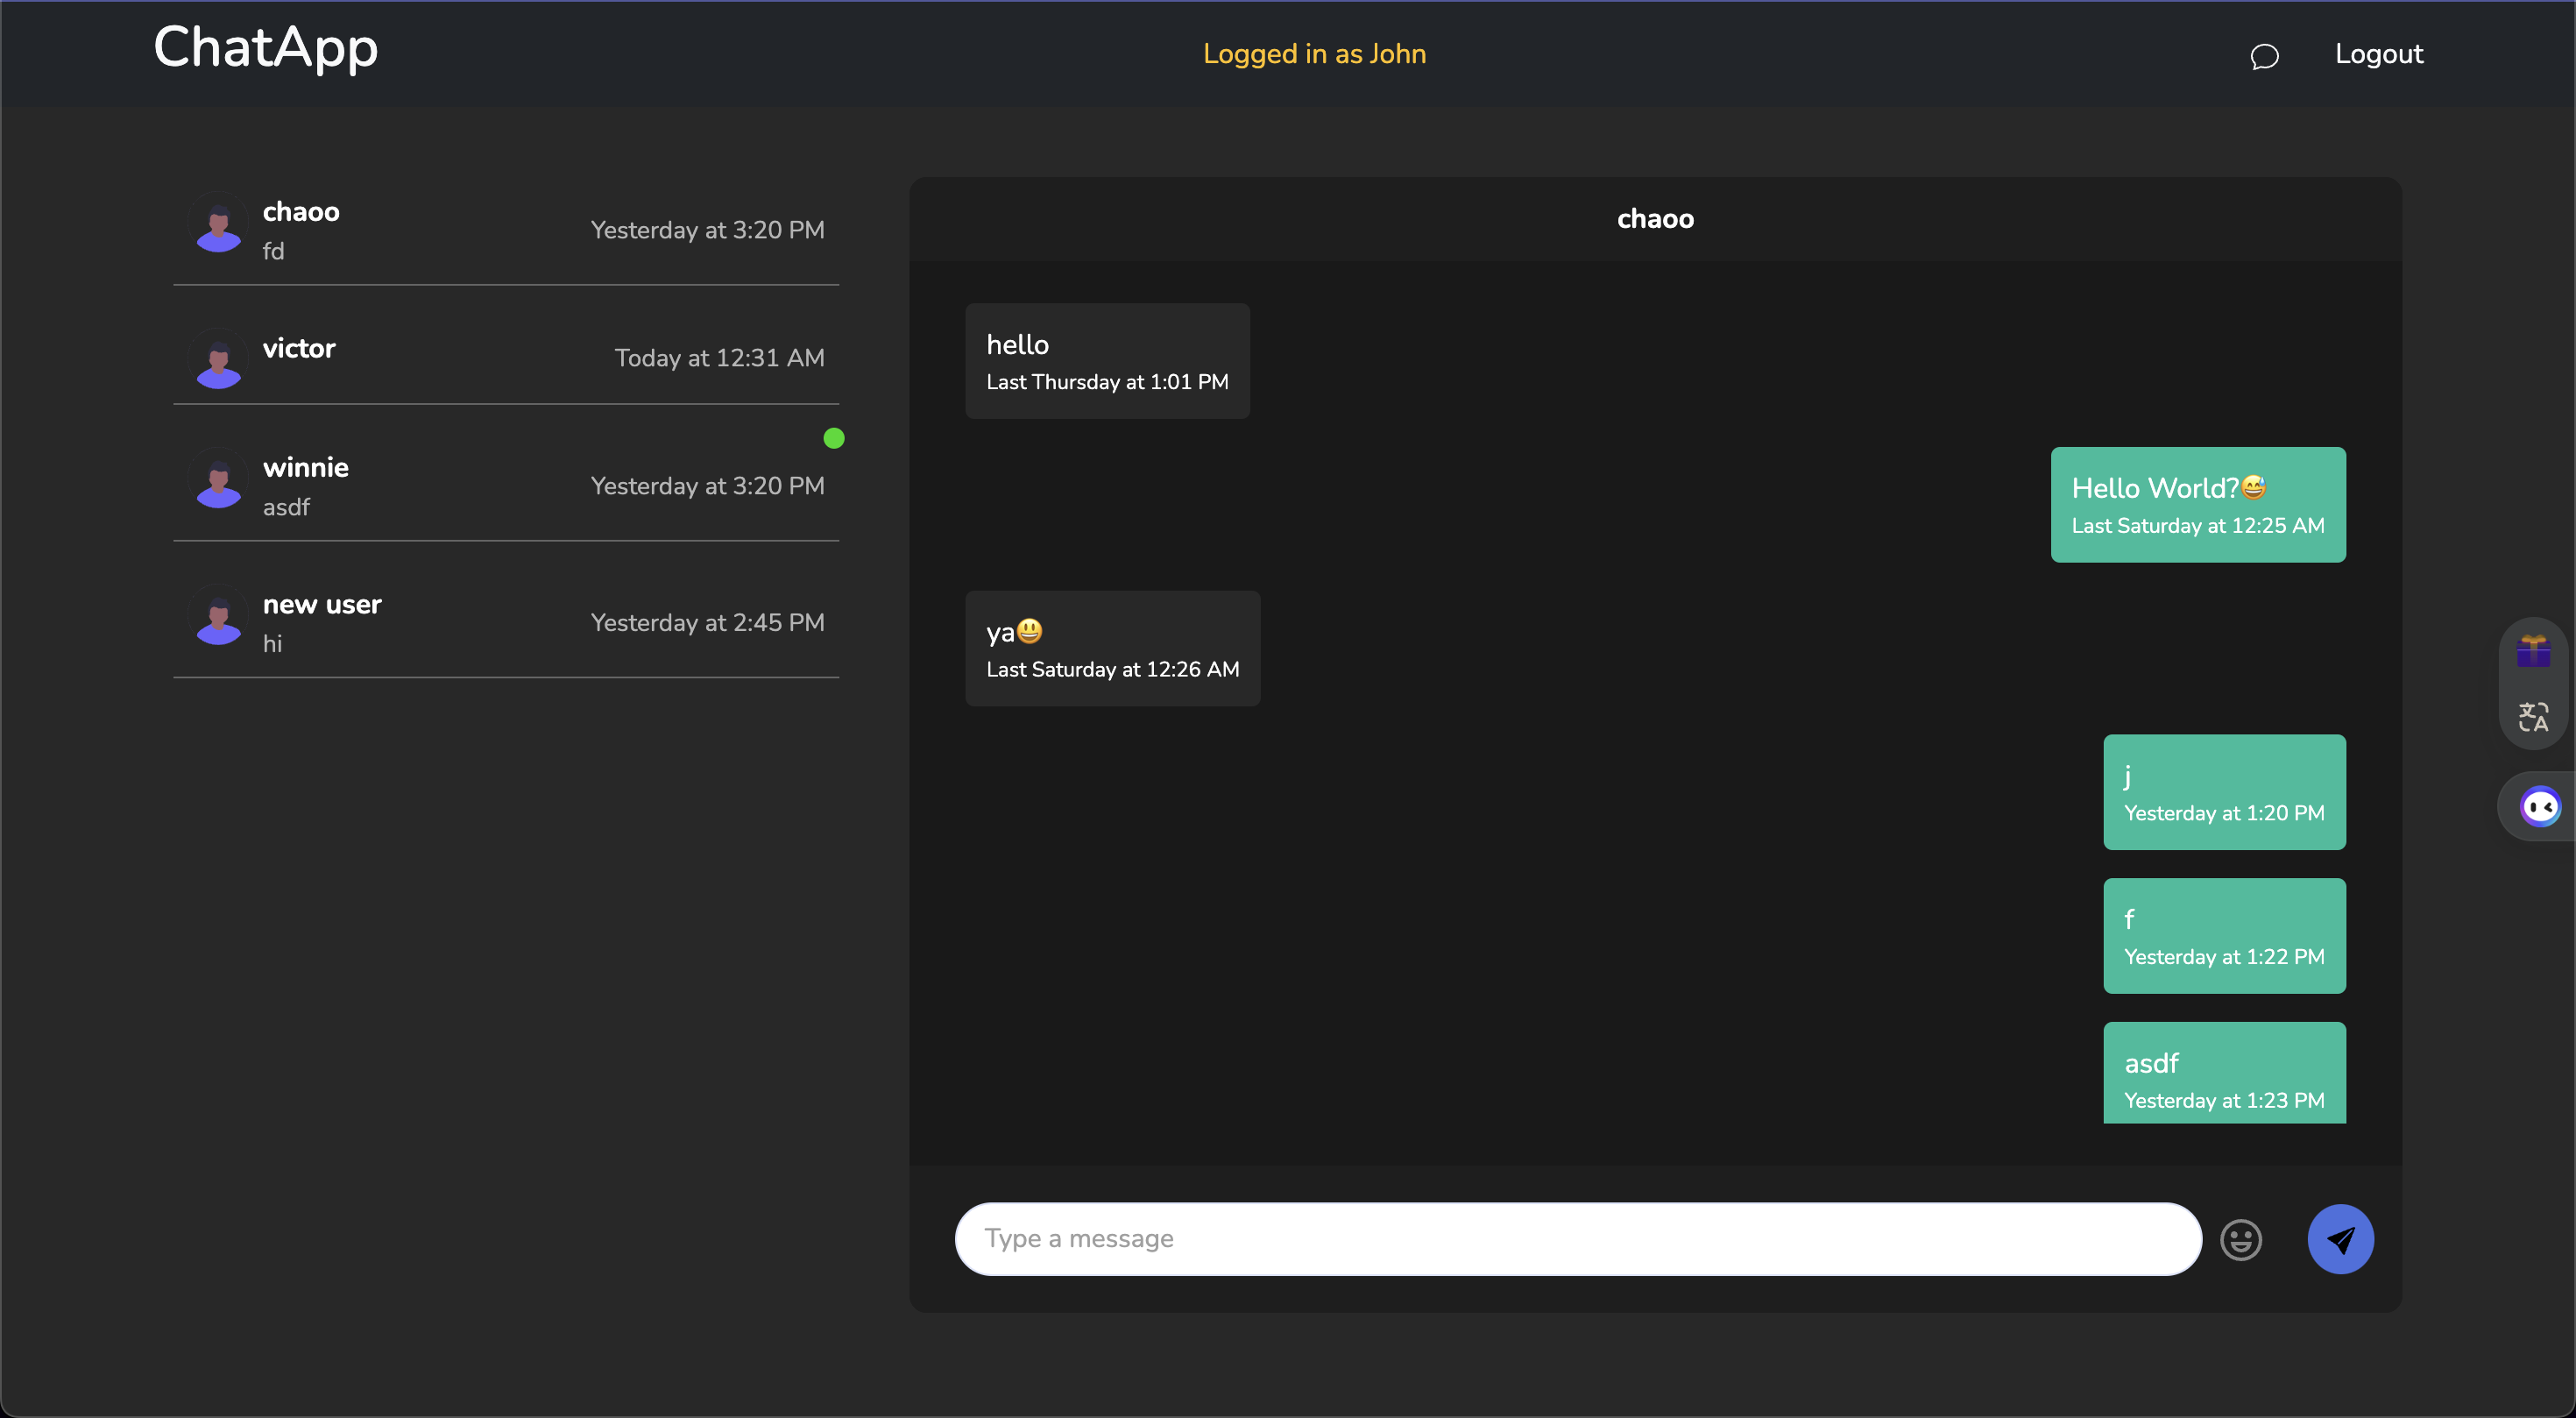 ChatApp
Logged in as John
Logout
chaoo
fd
Yesterday at 3:20 PM
victor
Today at 12:31 AM
winnie
asdf
Yesterday at 3:20 PM
new user
hi
Yesterday at 2:45 PM
chaoo
hello
Last Thursday at 1:01 PM
Hello World?😅
Last Saturday at 12:25 AM
ya😃
Last Saturday at 12:26 AM
j
Yesterday at 1:20 PM
f
Yesterday at 1:22 PM
asdf
Yesterday at 1:23 PM
Type a message